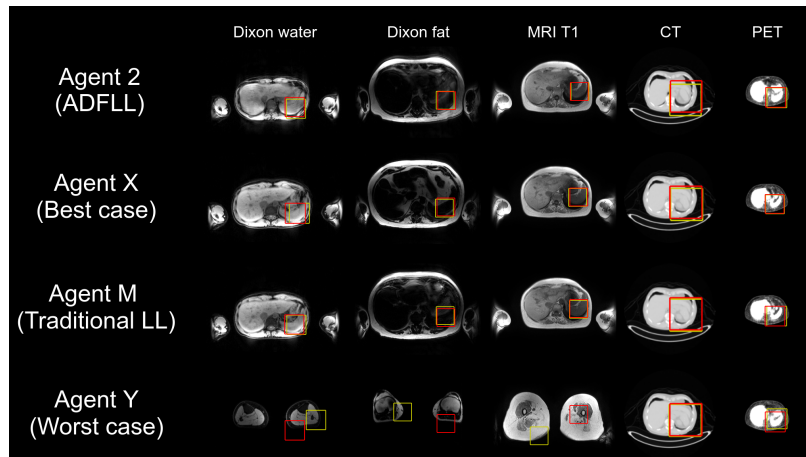 Dixon water Dixon fat MRI T1 CT PET
Agent 2
(ADFLL)
Agent X
(Best case)
Agent M
(Traditional LL)
Agent Y
(Worst case)